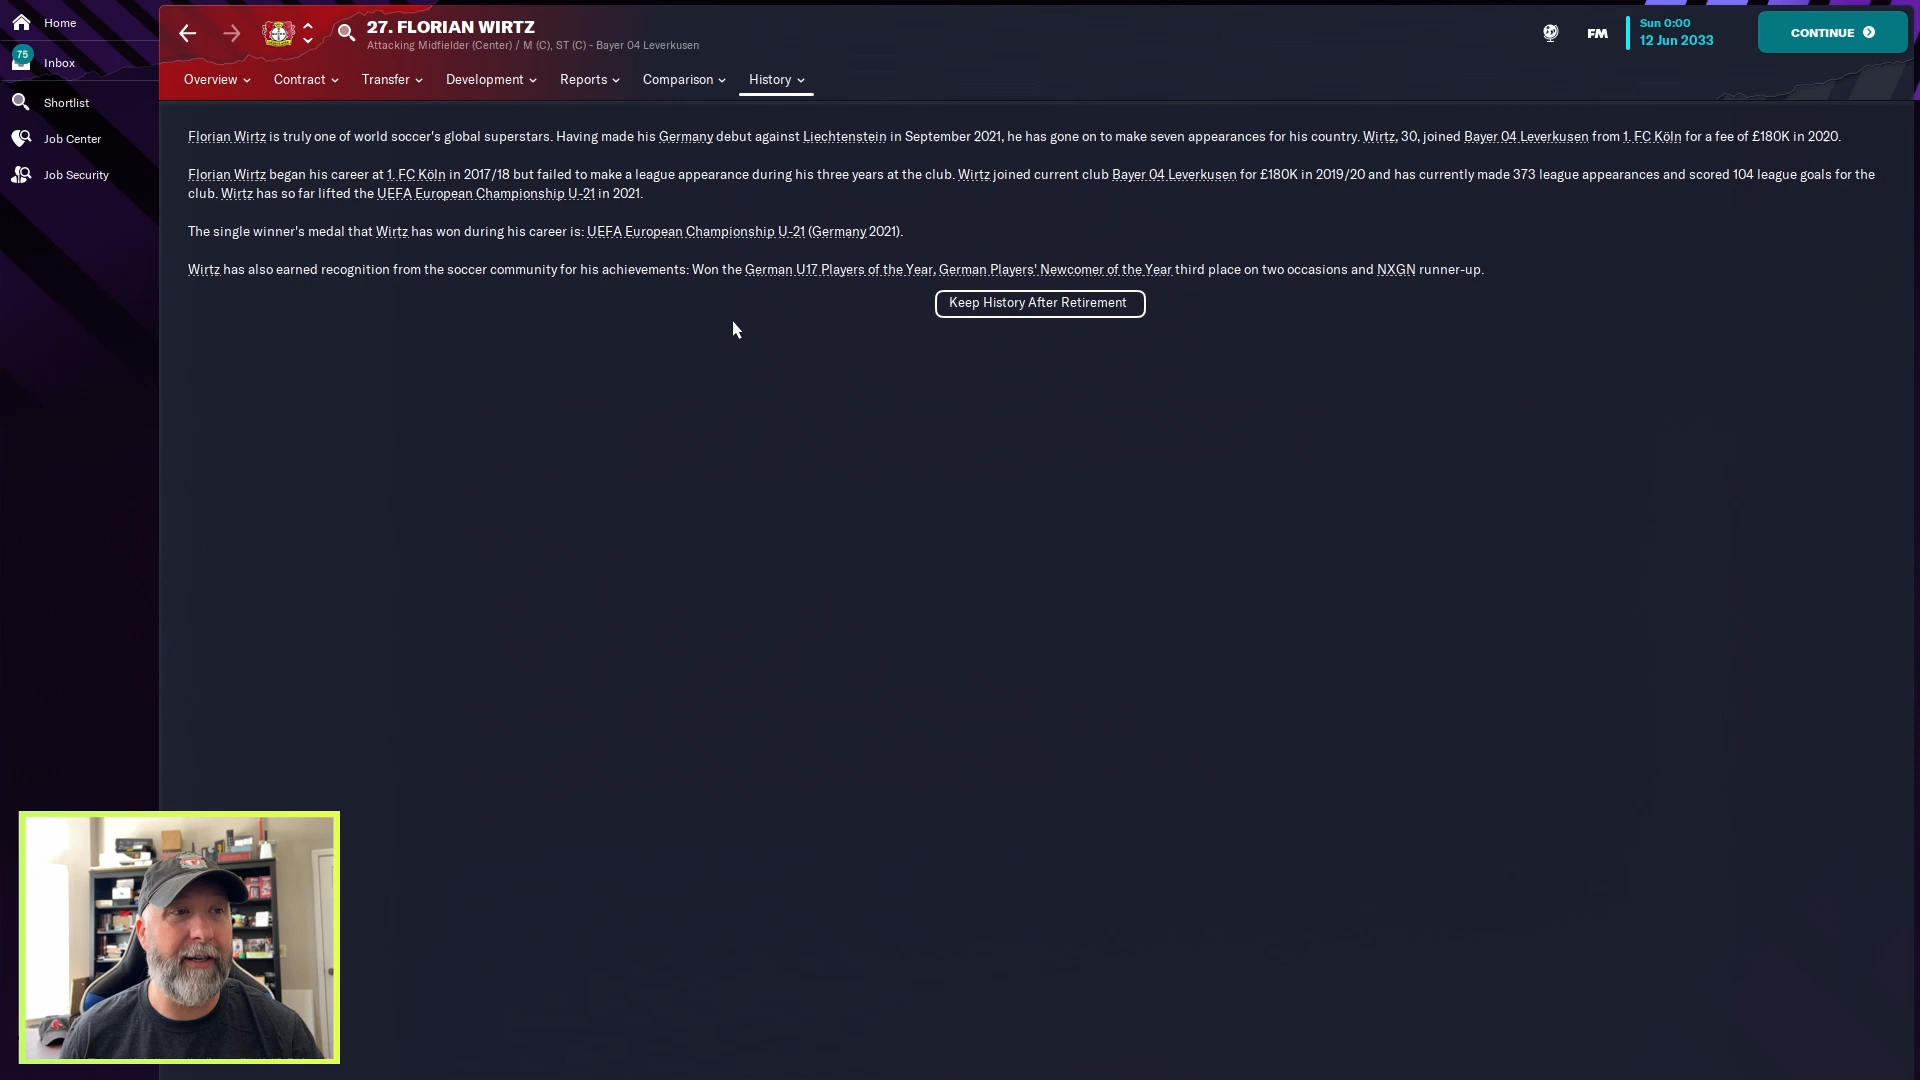 Home
75
Inbox
Shortlist
Job Center
Job Security
27. FLORIAN WIRTZ
Attacking Midfielder (Center) / M (C), ST (C) - Bayer 04 Leverkusen
FM
Sun 0:00
12 Jun 2033
CONTINUE
Overview
Contract
Transfer
Development
Reports
Comparison
History
Florian Wirtz is truly one of world soccer's global superstars. Having made his Germany debut against Liechtenstein in September 2021, he has gone on to make seven appearances for his country. Wirtz, 30, joined Bayer 04 Leverkusen from 1. FC Köln for a fee of £180K in 2020.
Florian Wirtz began his career at 1. FC Köln in 2017/18 but failed to make a league appearance during his three years at the club. Wirtz joined current club Bayer 04 Leverkusen for £180K in 2019/20 and has currently made 373 league appearances and scored 104 league goals for the
club. Wirtz has so far lifted the UEFA European Championship U-21 in 2021.
The single winner's medal that Wirtz has won during his career is: UEFA European Championship U-21 (Germany 2021).
Wirtz has also earned recognition from the soccer community for his achievements: Won the German U17 Players of the Year, German Players' Newcomer of the Year third place on two occasions and NXGN runner-up.
Keep History After Retirement